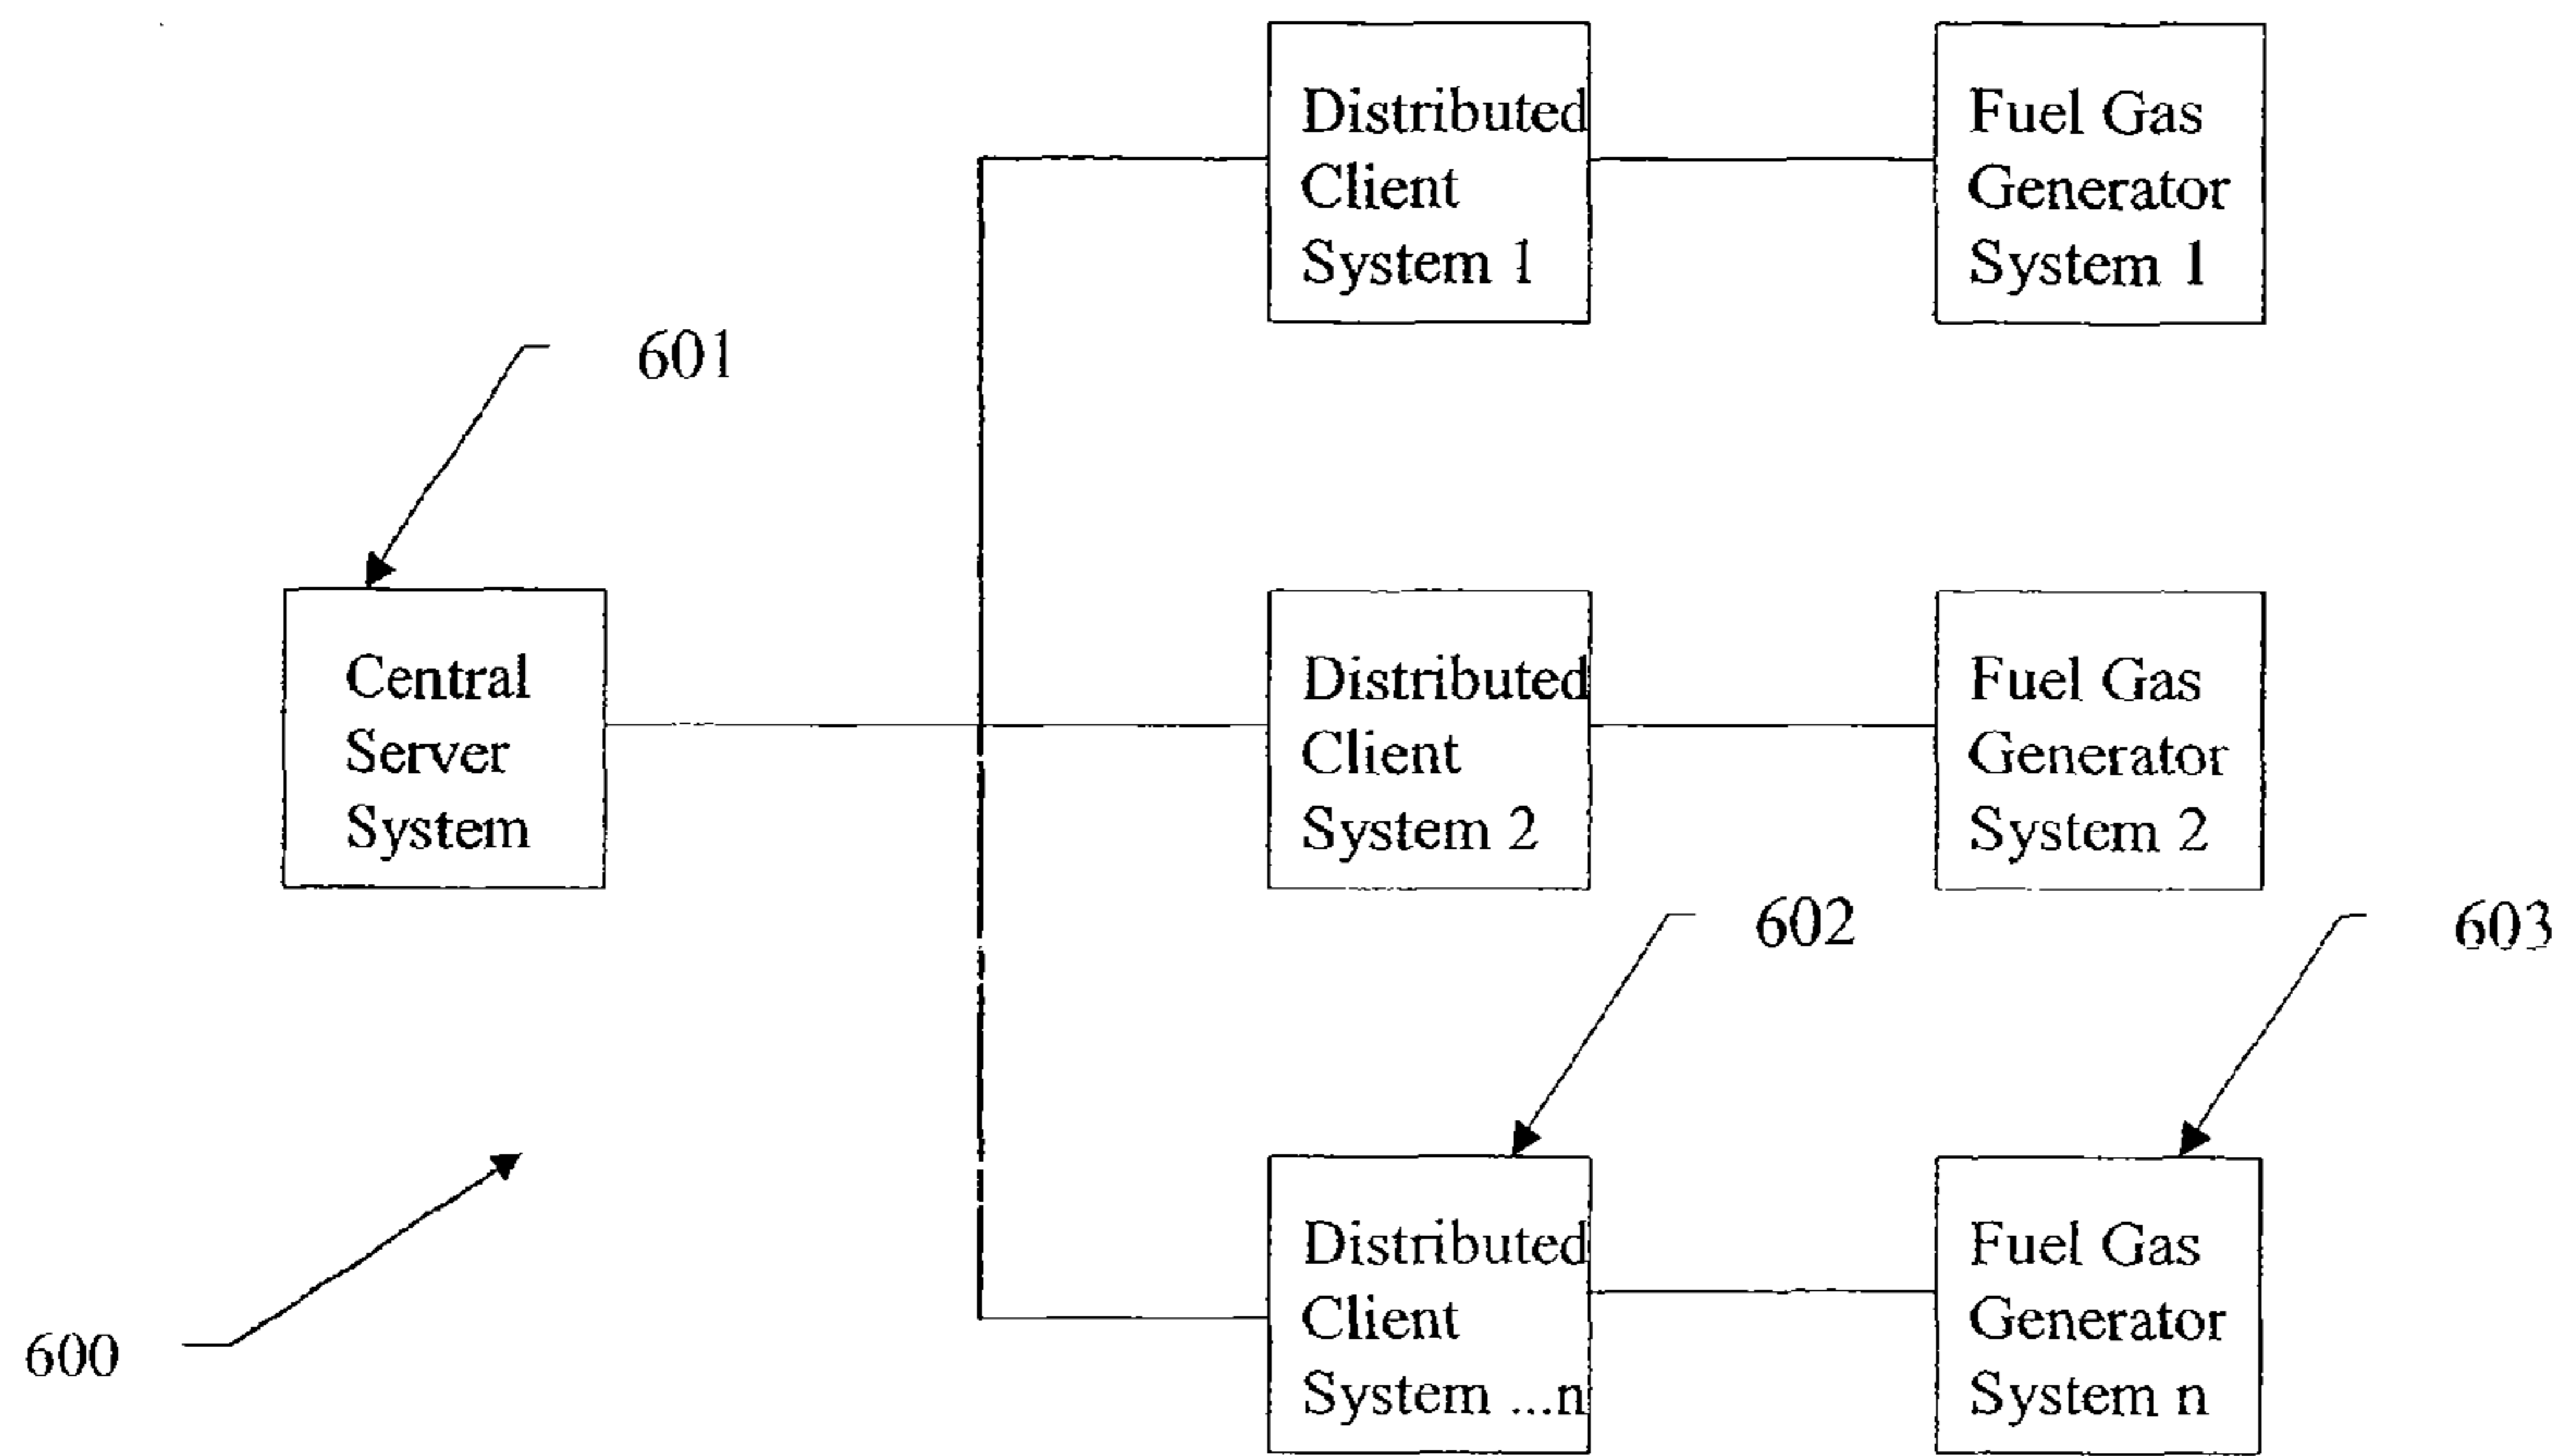 Distributed
Client
System 1
Fuel Gas
Generator
System 1
601
Central
Server
System
Distributed
Client
System 2
Fuel Gas
Generator
System 2
602
603
600
Distributed
Client
System ...n
Fuel Gas
Generator
System n